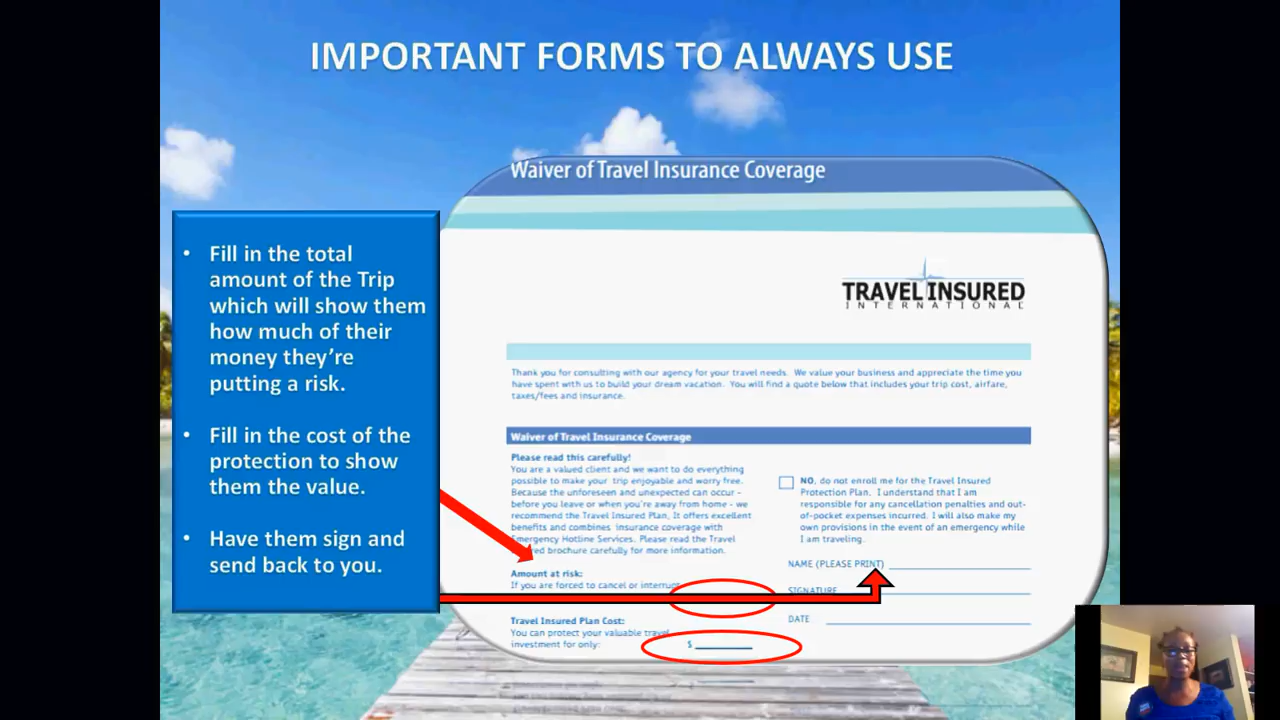 IMPORTANT FORMS TO ALWAYS USE
• Fill in the total
amount of the Trip
which will show them
how much of their
money they're
putting a risk.
• Fill in the cost of the
protection to show
them the value.
• Have them sign and
send back to you.
Waiver of Travel Insurance Coverage
TRAVEL INSURED
INTERNATIONAL
Thank you for consulting with our agency for your travel needs. We value your business and appreciate the time you
have spent with us to build your dream vacation. You will find a quote below that includes your trip cost, airfare,
taxes/fees and insurance.
Waiver of Travel Insurance Coverage
Please read this carefully!
You are a valued client and we want to do everything
possible to make your trip enjoyable and worry free.
Because the unforeseen and unexpected can occur -
before you leave or when you're away from home - we
recommend the Travel Insured Plan. It offers excellent
benefits and combines insurance coverage with
Emergency Hotline Services. Please read the Travel
brochure carefully for more information.
Amount at risk:
If you are forced to cancel or interrupt
Travel Insured Plan Cost:
You can protect your valuable travel
investment for only: $
NO, do not enroll me for the Travel Insured
Protection Plan. I understand that I am
responsible for any cancellation penalties and out-
of-pocket expenses incurred. I will also make my
own provisions in the event of an emergency while
I am traveling.
NAME (PLEASE PRINT)
SIGNATURE
DATE